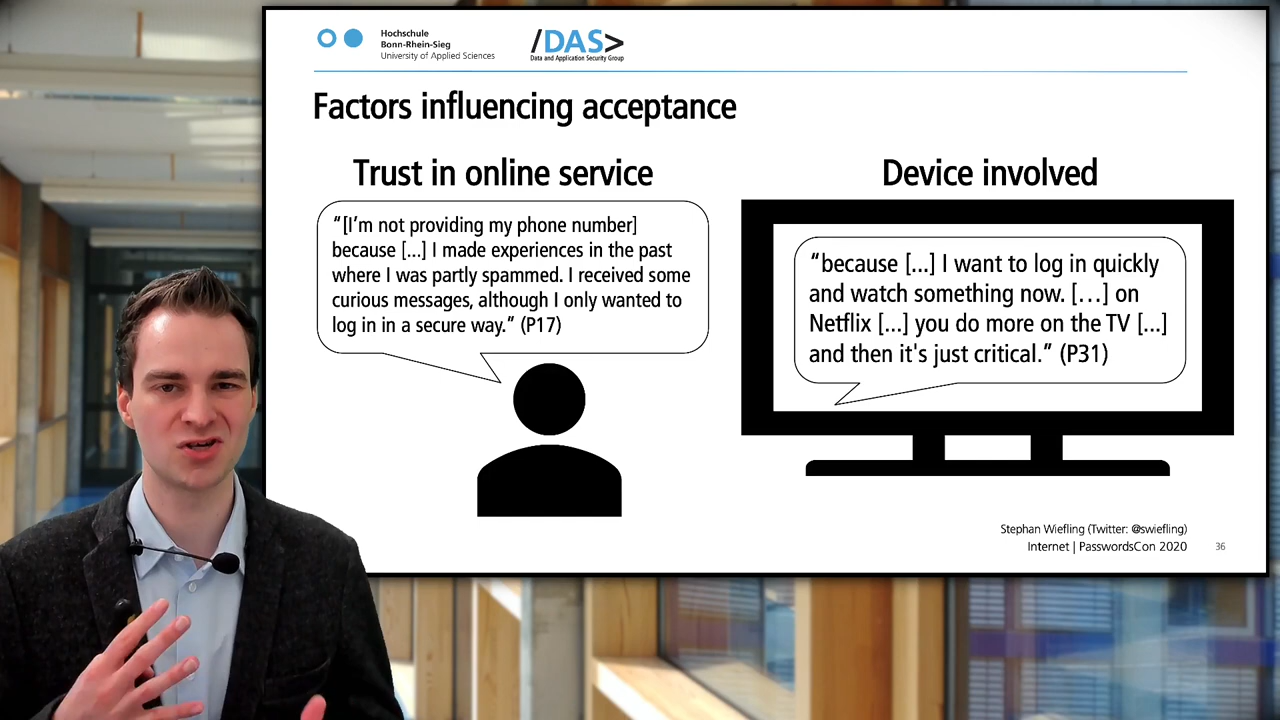 Hochschule
Bonn-Rhein-Sieg
University of Applied Sciences
/DAS>
Data and Application Security Group
Factors influencing acceptance
Trust in online service
“[I’m not providing my phone number]
because [...] I made experiences in the past
where I was partly spammed. I received some
curious messages, although I only wanted to
log in in a secure way.” (P17)
Device involved
“because [...] I want to log in quickly
and watch something now. [...] on
Netflix [...] you do more on the TV [...]
and then it's just critical.” (P31)
Stephan Wiefling (Twitter: @swiefling)
Internet | PasswordsCon 2020
36